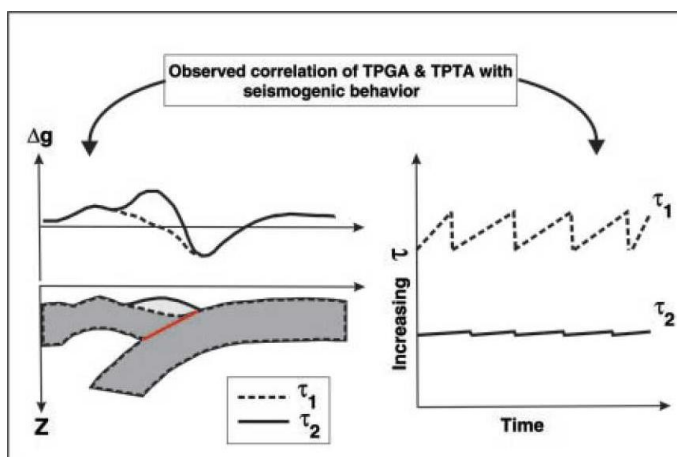 Observed correlation of TPGA & TPTA with
seismogenic behavior
Δg
Z
τ1
τ2
Increasing τ
τ1
τ2
Time